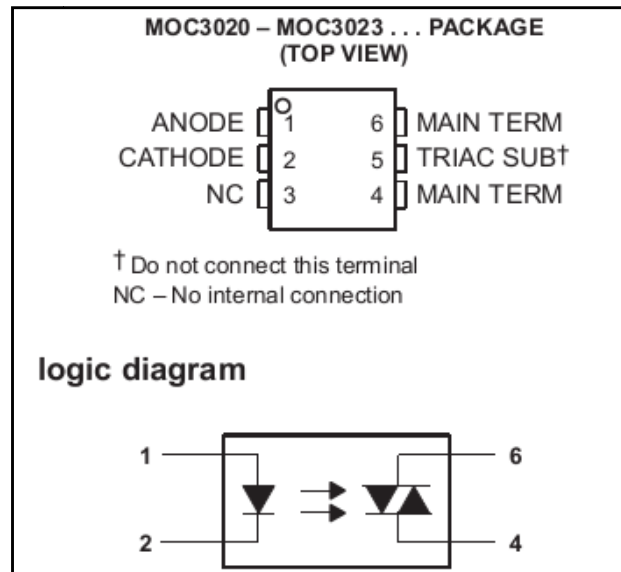 MOC3020 – MOC3023 . . . PACKAGE
(TOP VIEW)
ANODE 1 6 MAIN TERM
CATHODE 2 5 TRIAC SUB†
NC 3 4 MAIN TERM
† Do not connect this terminal
NC – No internal connection
logic diagram
1 6
2 4